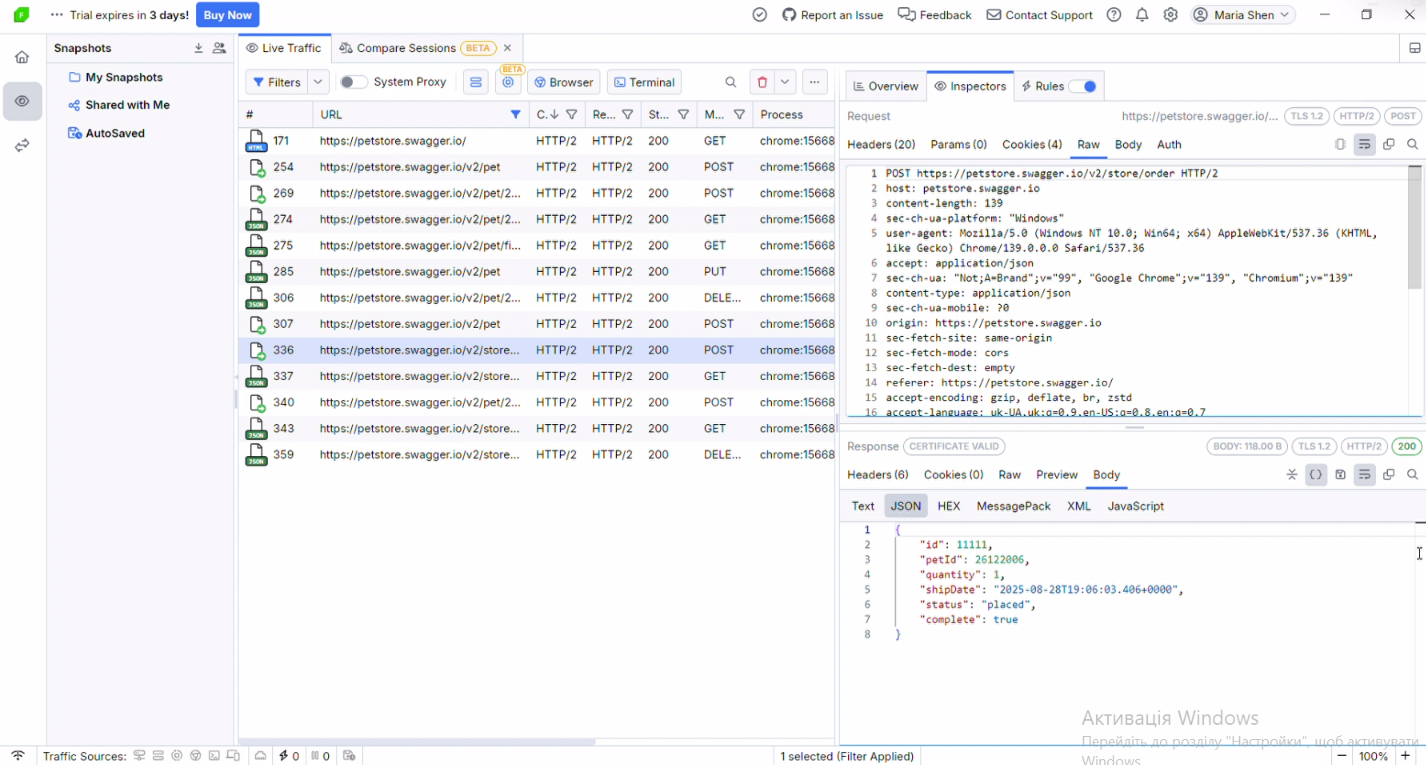 Trial expires in 3 days! Buy Now
Report an Issue Feedback Contact Support Maria Shen
Snapshots
My Snapshots
Shared with Me
AutoSaved
Live Traffic Compare Sessions BETA
Filters System Proxy BETA Browser Terminal
# URL C... Re... St... M... Process
HTML 171 https://petstore.swagger.io/ HTTP/2 HTTP/2 200 GET chrome:15668
254 https://petstore.swagger.io/v2/pet HTTP/2 HTTP/2 200 POST chrome:15668
269 https://petstore.swagger.io/v2/pet/2... HTTP/2 HTTP/2 200 POST chrome:15668
JSON 274 https://petstore.swagger.io/v2/pet/2... HTTP/2 HTTP/2 200 GET chrome:15668
JSON 275 https://petstore.swagger.io/v2/pet/fi... HTTP/2 HTTP/2 200 GET chrome:15668
JSON 285 https://petstore.swagger.io/v2/pet HTTP/2 HTTP/2 200 PUT chrome:15668
JSON 306 https://petstore.swagger.io/v2/pet/2... HTTP/2 HTTP/2 200 DELE... chrome:15668
307 https://petstore.swagger.io/v2/pet HTTP/2 HTTP/2 200 POST chrome:15668
336 https://petstore.swagger.io/v2/store... HTTP/2 HTTP/2 200 POST chrome:15668
JSON 337 https://petstore.swagger.io/v2/store... HTTP/2 HTTP/2 200 GET chrome:15668
340 https://petstore.swagger.io/v2/pet/2... HTTP/2 HTTP/2 200 POST chrome:15668
JSON 343 https://petstore.swagger.io/v2/store... HTTP/2 HTTP/2 200 GET chrome:15668
JSON 359 https://petstore.swagger.io/v2/store... HTTP/2 HTTP/2 200 DELE... chrome:15668
Overview Inspectors Rules
Request https://petstore.swagger.io/... TLS 1.2 HTTP/2 POST
Headers (20) Params (0) Cookies (4) Raw Body Auth
1 POST https://petstore.swagger.io/v2/store/order HTTP/2
2 host: petstore.swagger.io
3 content-length: 139
4 sec-ch-ua-platform: "Windows"
5 user-agent: Mozilla/5.0 (Windows NT 10.0; Win64; x64) AppleWebKit/537.36 (KHTML,
like Gecko) Chrome/139.0.0.0 Safari/537.36
6 accept: application/json
7 sec-ch-ua: "Not;A=Brand";v="99", "Google Chrome";v="139", "Chromium";v="139"
8 content-type: application/json
9 sec-ch-ua-mobile: ?0
10 origin: https://petstore.swagger.io
11 sec-fetch-site: same-origin
12 sec-fetch-mode: cors
13 sec-fetch-dest: empty
14 referer: https://petstore.swagger.io/
15 accept-encoding: gzip, deflate, br, zstd
16 accept-language: uk-UA,uk;q=0.9,en-US;q=0.8,en;q=0.7
Response CERTIFICATE VALID BODY: 118.00 B TLS 1.2 HTTP/2 200
Headers (6) Cookies (0) Raw Preview Body
Text JSON HEX MessagePack XML JavaScript
1 {
2 "id": 11111,
3 "petId": 26122006,
4 "quantity": 1,
5 "shipDate": "2025-08-28T19:06:03.406+0000",
6 "status": "placed",
7 "complete": true
8 }
Активація Windows
Перейдіть до розділу "Настройки", щоб активувати
Windows.
Traffic Sources: 0 0 1 selected (Filter Applied) 100%